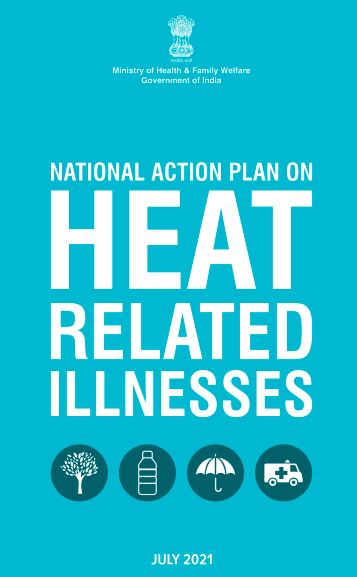 Ministry of Health & Family Welfare
Government of India
NATIONAL ACTION PLAN ON
HEAT
RELATED
ILLNESSES
JULY 2021